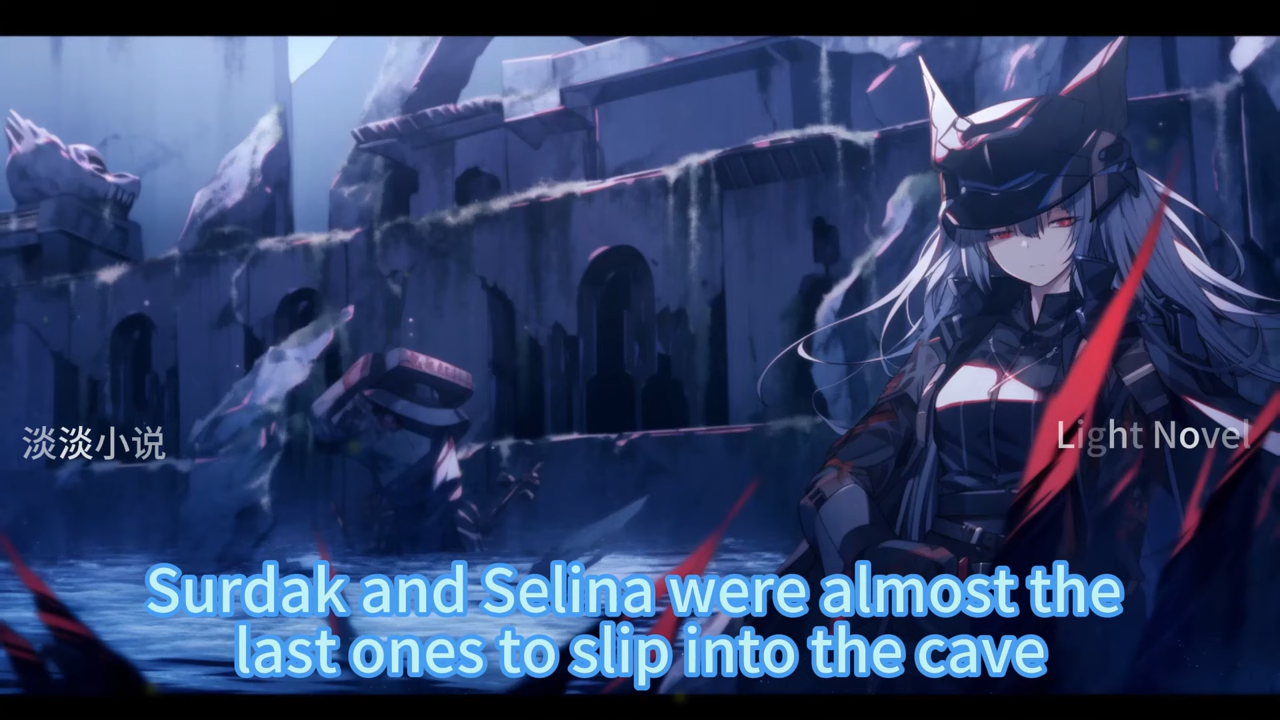 淡淡小说
Light Novel
Surdak and Selina were almost the
last ones to slip into the cave